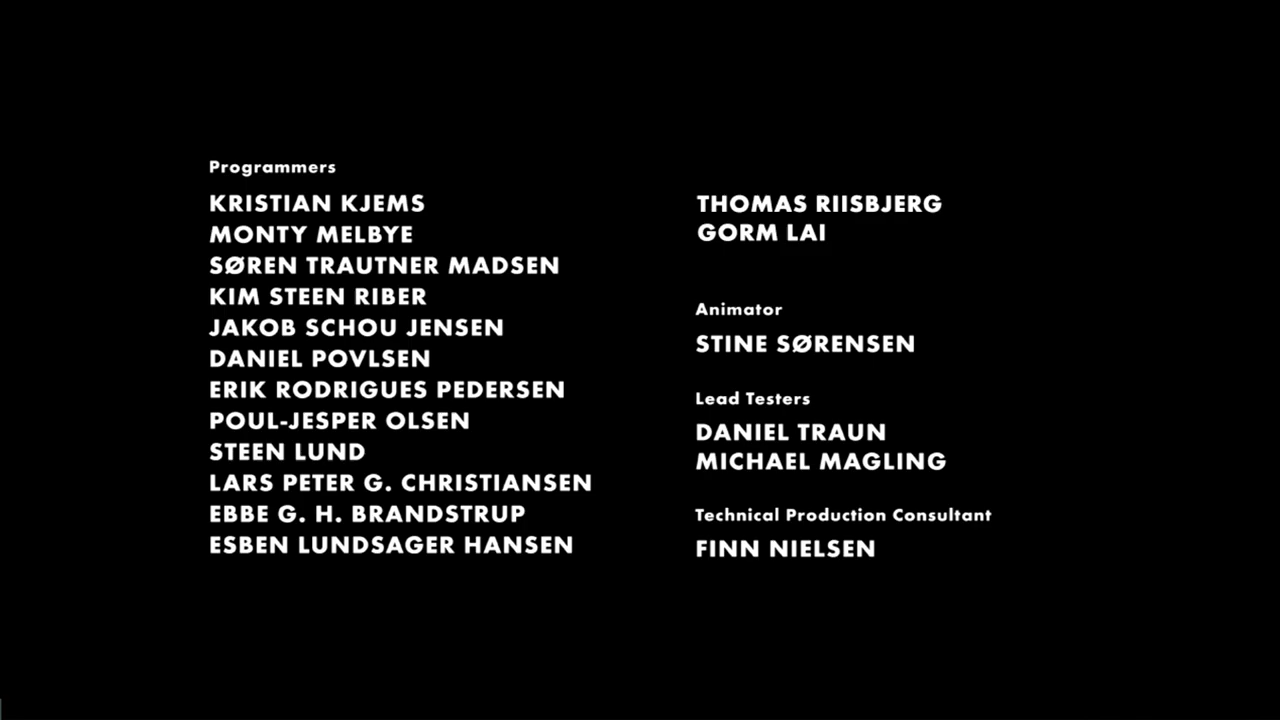 Programmers
KRISTIAN KJEMS
MONTY MELBYE
SØREN TRAUTNER MADSEN
KIM STEEN RIBER
JAKOB SCHOU JENSEN
DANIEL POVLSEN
ERIK RODRIGUES PEDERSEN
POUL-JESPER OLSEN
STEEN LUND
LARS PETER G. CHRISTIANSEN
EBBE G. H. BRANDSTRUP
ESBEN LUNDSAGER HANSEN
THOMAS RIISBJERG
GORM LAI
Animator
STINE SØRENSEN
Lead Testers
DANIEL TRAUN
MICHAEL MAGLING
Technical Production Consultant
FINN NIELSEN